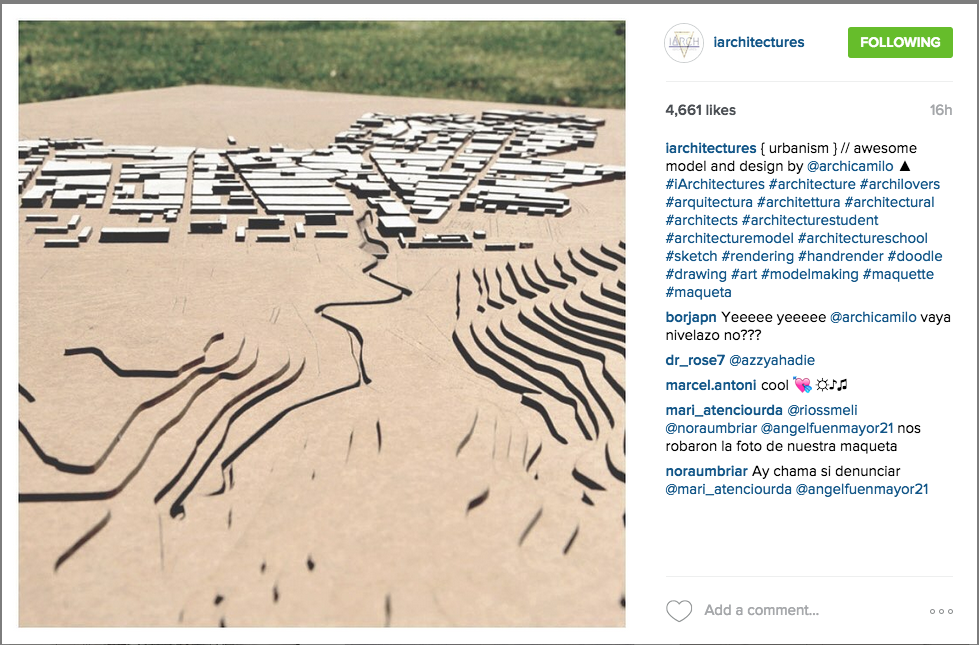 IARCH
iarchitectures
FOLLOWING
4,661 likes
16h
iarchitectures { urbanism } // awesome
model and design by @archicamilo ▲
#iArchitectures #architecture #archilovers
#arquitectura #architettura #architectural
#architects #architecturestudent
#architecturemodel #architectureschool
#sketch #rendering #handrender #doodle
#drawing #art #modelmaking #maquette
#maqueta
borjapn Yeeeee yeeeee @archicamilo vaya
nivelazo no???
dr_rose7 @azzyahadie
marcel.antoni cool 💘 ☼♪♫
mari_atenciourda @riossmeli
@noraumbriar @angelfuenmayor21 nos
robaron la foto de nuestra maqueta
noraumbriar Ay chama si denunciar
@mari_atenciourda @angelfuenmayor21
Add a comment...